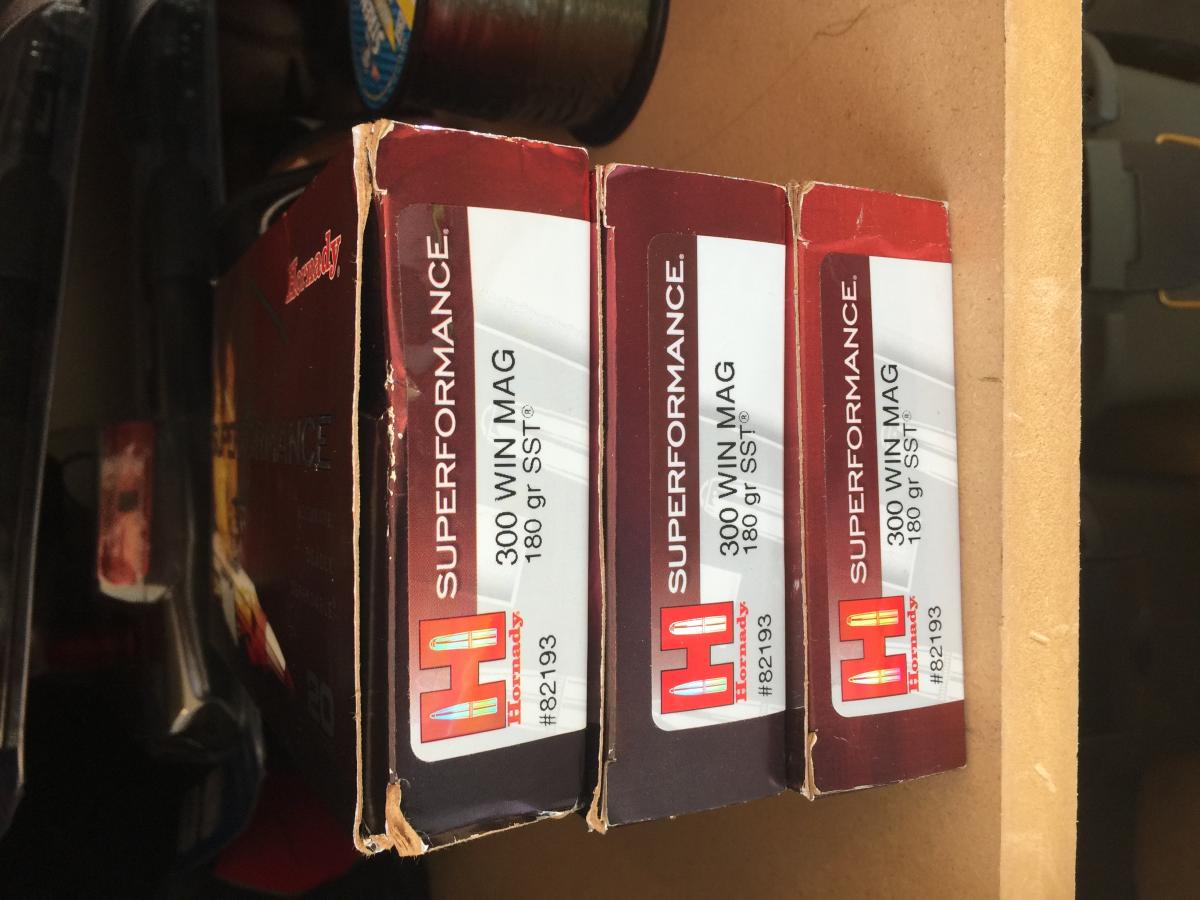 Hornady
20
SUPERFORMANCE®
300 WIN MAG
180 gr SST®
Hornady
#82193
SUPERFORMANCE®
300 WIN MAG
180 gr SST®
Hornady
#82193
SUPERFORMANCE®
300 WIN MAG
180 gr SST®
Hornady
#82193